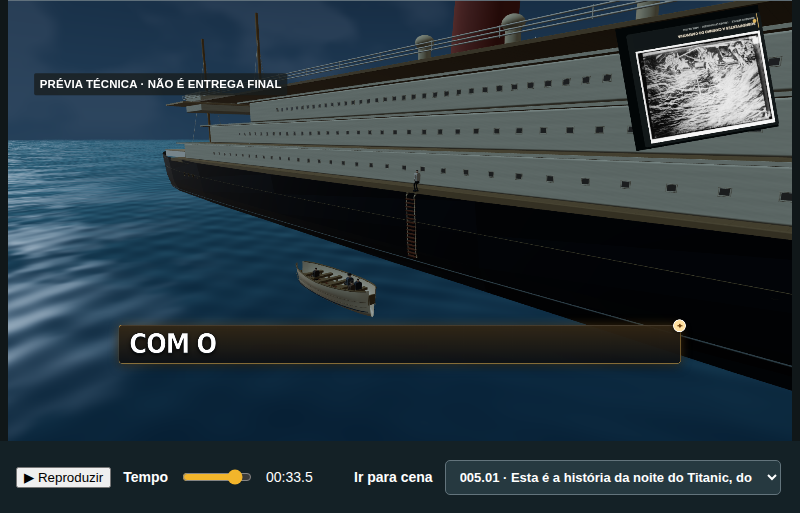 PRÉVIA TÉCNICA · NÃO É ENTREGA FINAL
COM O
▶ Reproduzir
Tempo
00:33.5
Ir para cena
005.01 · Esta é a história da noite do Titanic, do